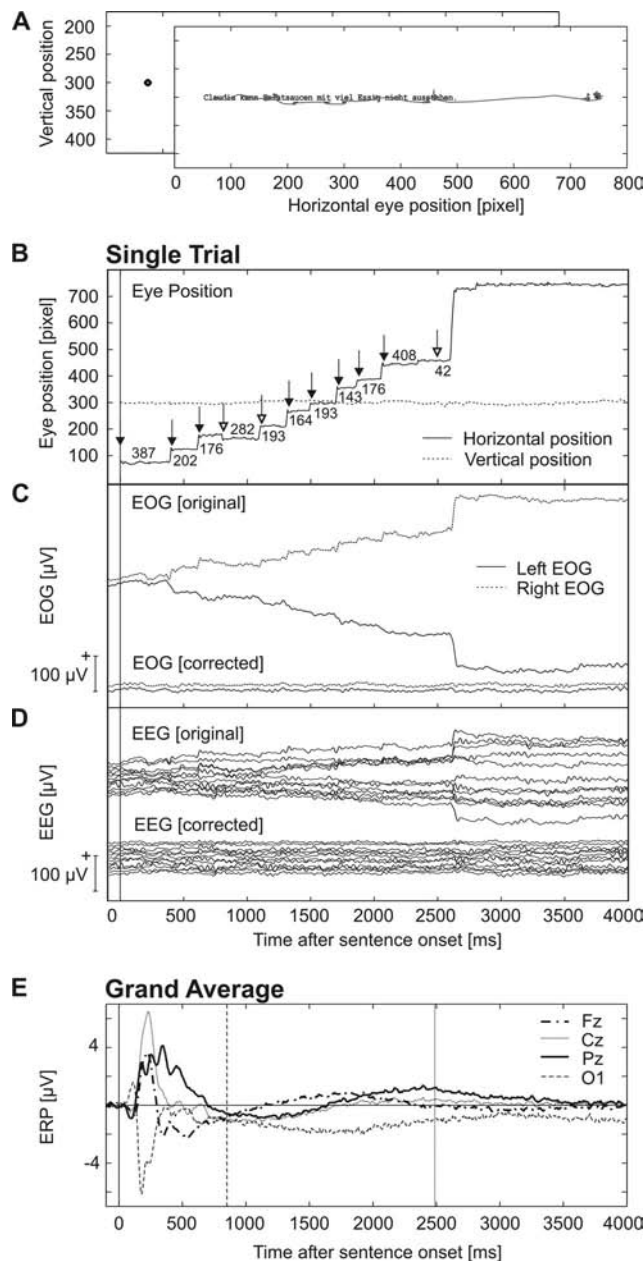 A
Vertical position
200
250
300
350
400
Claudia kann mit viel Essig nicht
0 100 200 300 400 500 600 700 800
Horizontal eye position [pixel]
B Single Trial
Eye Position
Eye position [pixel]
700
600
500
400
300
200
100
387 202 176 282 193 164 193 143 176 408 42
Horizontal position
Vertical position
C
EOG [original]
EOG [µV]
Left EOG
Right EOG
+
100 µV
EOG [corrected]
D
EEG [original]
EEG [µV]
EEG [corrected]
+
100 µV
0 500 1000 1500 2000 2500 3000 3500 4000
Time after sentence onset [ms]
E Grand Average
ERP [µV]
4
-4
Fz
Cz
Pz
O1
0 500 1000 1500 2000 2500 3000 3500 4000
Time after sentence onset [ms]